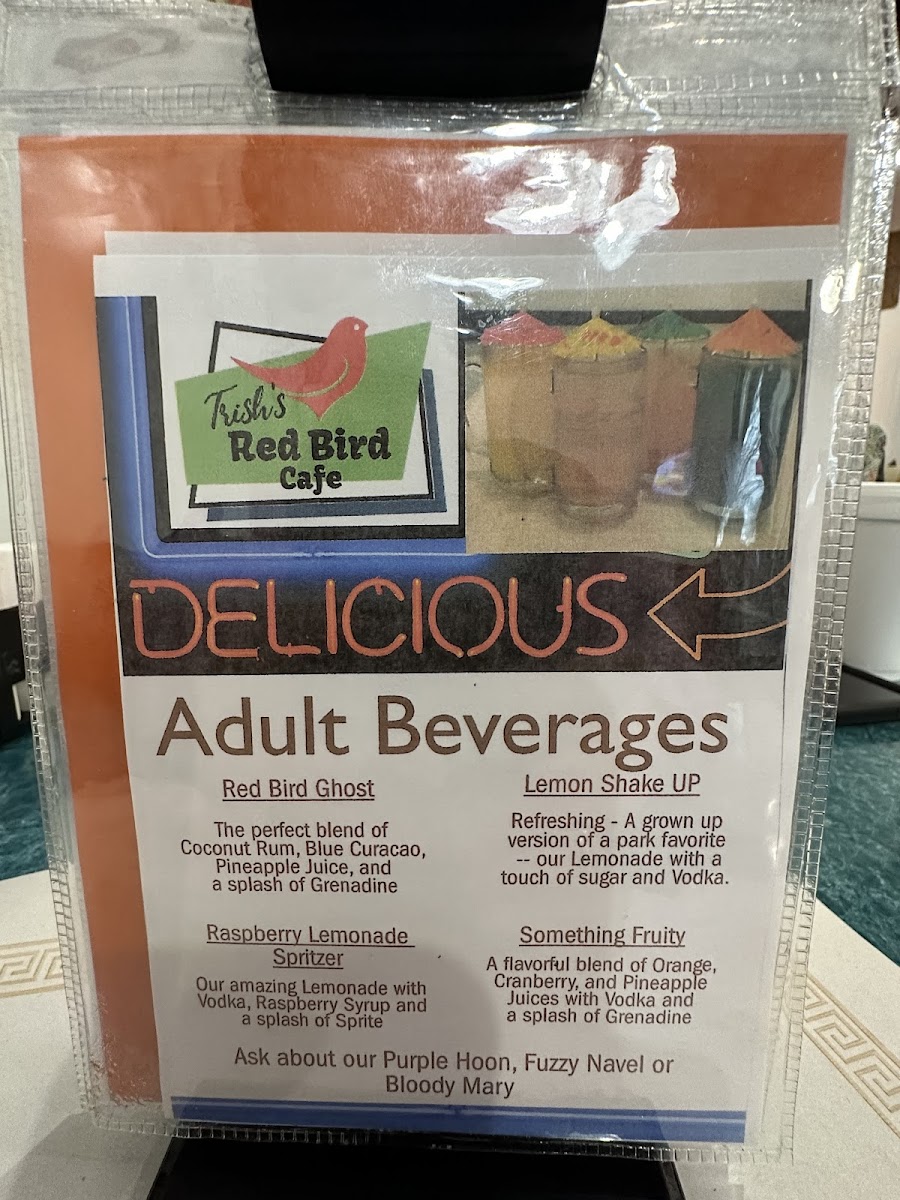 Trish's
Red Bird
Cafe
DELICIOUS
Adult Beverages
Red Bird Ghost
The perfect blend of
Coconut Rum, Blue Curacao,
Pineapple Juice, and
a splash of Grenadine
Lemon Shake UP
Refreshing - A grown up
version of a park favorite
-- our Lemonade with a
touch of sugar and Vodka.
Raspberry Lemonade
Spritzer
Our amazing Lemonade with
Vodka, Raspberry Syrup and
a splash of Sprite
Something Fruity
A flavorful blend of Orange,
Cranberry, and Pineapple
Juices with Vodka and
a splash of Grenadine
Ask about our Purple Hoon, Fuzzy Navel or
Bloody Mary